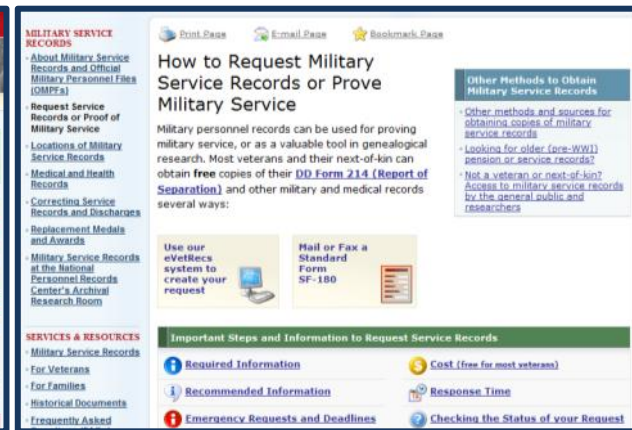 MILITARY SERVICE
RECORDS
About Military Service
Records and Official
Military Personnel Files
(OMPFs)
Request Service
Records or Proof of
Military Service
Locations of Military
Service Records
Medical and Health
Records
Correcting Service
Records and Discharges
Replacement Medals
and Awards
Military Service Records
at the National
Personnel Records
Center's Archival
Research Room
SERVICES & RESOURCES
Military Service Records
For Veterans
For Families
Historical Documents
Frequently Asked
Print Page
E-mail Page
Bookmark Page
How to Request Military
Service Records or Prove
Military Service
Military personnel records can be used for proving
military service, or as a valuable tool in genealogical
research. Most veterans and their next-of-kin can
obtain free copies of their DD Form 214 (Report of
Separation) and other military and medical records
several ways:
Use our
eVetRecs
system to
create your
request
Mail or Fax a
Standard
Form
SF-180
Other Methods to Obtain
Military Service Records
Other methods and sources for
obtaining copies of military
service records
Looking for older (pre-WWI)
pension or service records?
Not a veteran or next-of-kin?
Access to military service records
by the general public and
researchers
Important Steps and Information to Request Service Records
Required Information
Cost (free for most veterans)
Recommended Information
Response Time
Emergency Requests and Deadlines
Checking the Status of your Request